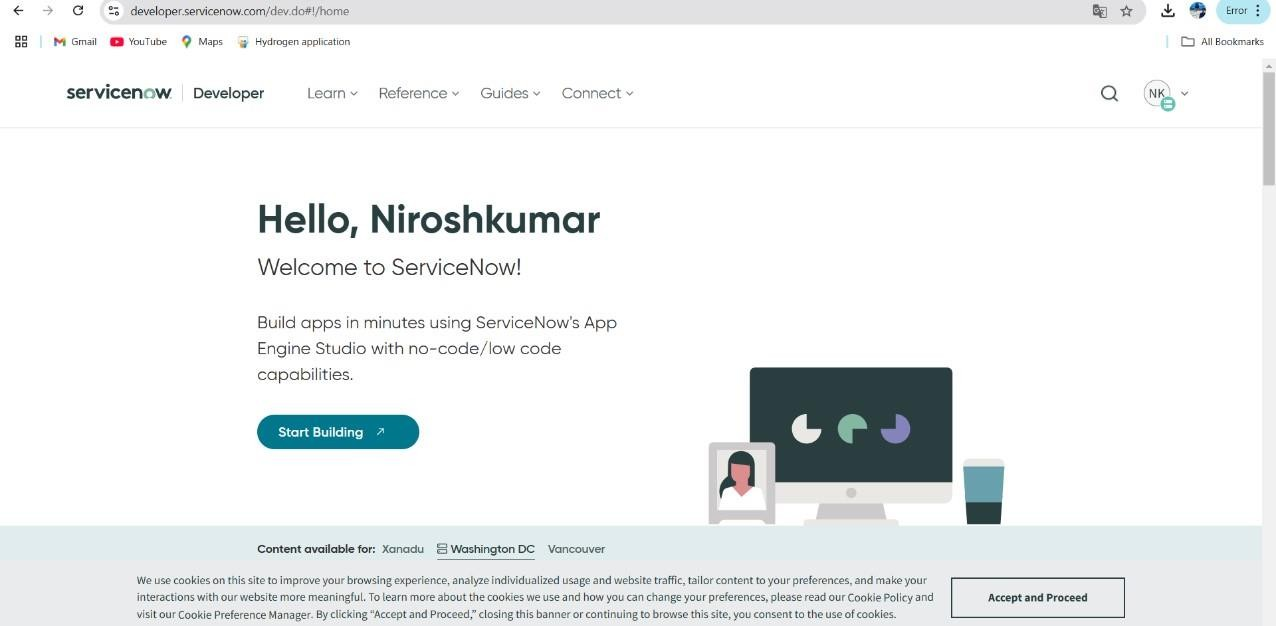 developer.servicenow.com/dev.do#!/home
Error
Gmail YouTube Maps Hydrogen application All Bookmarks
servicenow Developer Learn Reference Guides Connect NK
Hello, Niroshkumar
Welcome to ServiceNow!
Build apps in minutes using ServiceNow's App
Engine Studio with no-code/low code
capabilities.
Start Building
Content available for: Xanadu Washington DC Vancouver
We use cookies on this site to improve your browsing experience, analyze individualized usage and website traffic, tailor content to your preferences, and make your
interactions with our website more meaningful. To learn more about the cookies we use and how you can change your preferences, please read our Cookie Policy and
visit our Cookie Preference Manager. By clicking “Accept and Proceed,” closing this banner or continuing to browse this site, you consent to the use of cookies.
Accept and Proceed